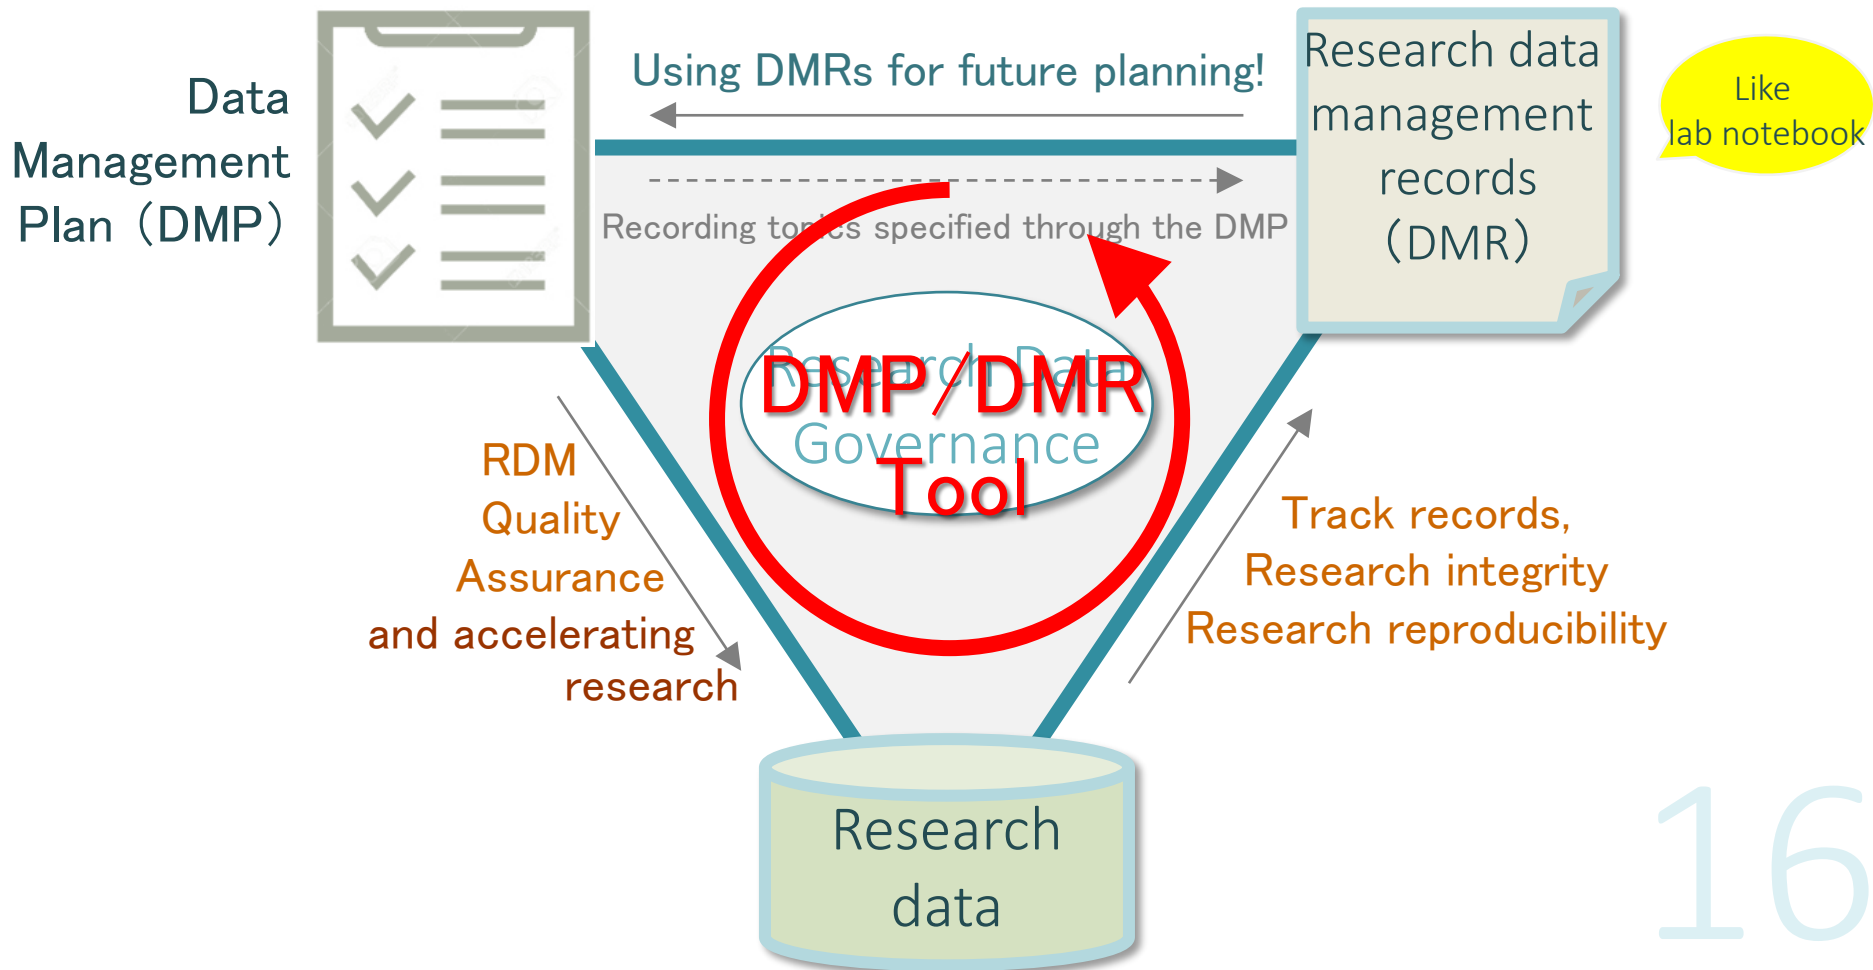 Data
Management
Plan（DMP）
Using DMRs for future planning!
Recording topics specified through the DMP
Research data
management
records
（DMR）
Like
lab notebook
Research Data
Governance
DMP／DMR
Tool
RDM
Quality
Assurance
and accelerating
research
Track records,
Research integrity
Research reproducibility
Research
data
16